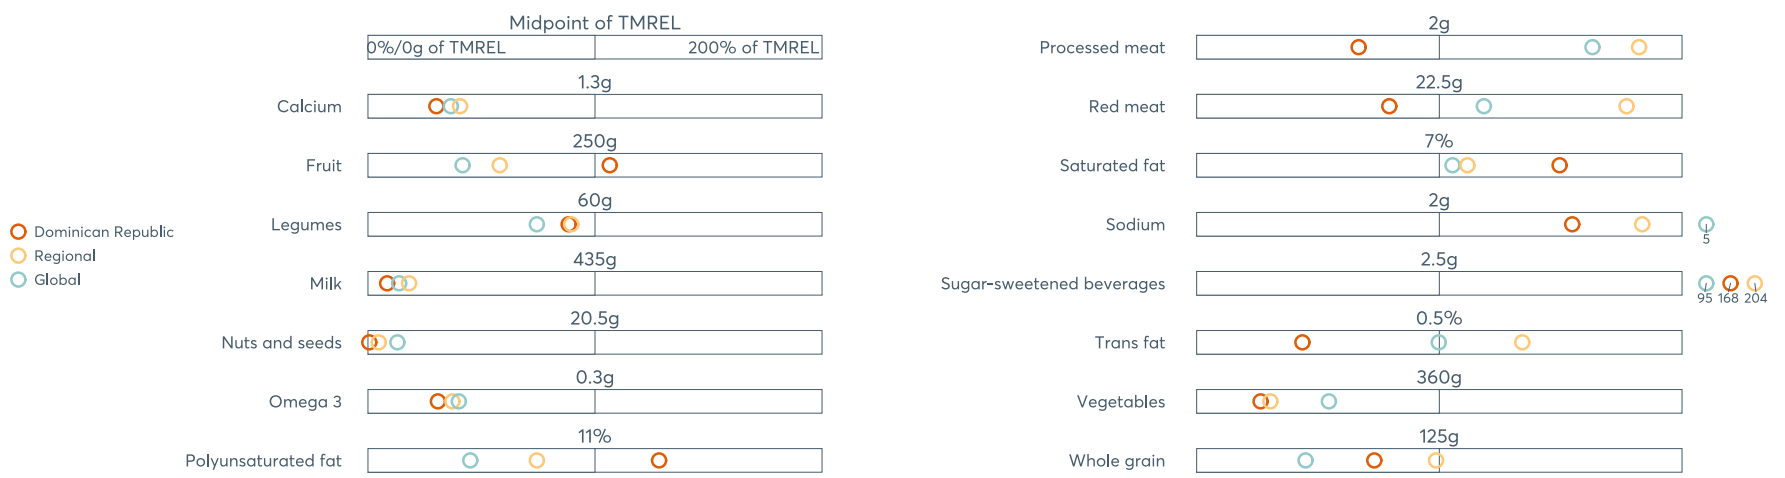 Midpoint of TMREL
0%/0g of TMREL 200% of TMREL
1.3g
Calcium
250g
Fruit
60g
Legumes
435g
Milk
20.5g
Nuts and seeds
0.3g
Omega 3
11%
Polyunsaturated fat
Dominican Republic
Regional
Global
2g
Processed meat
22.5g
Red meat
7%
Saturated fat
2g
Sodium
5
2.5g
Sugar-sweetened beverages
95 168 204
0.5%
Trans fat
360g
Vegetables
125g
Whole grain